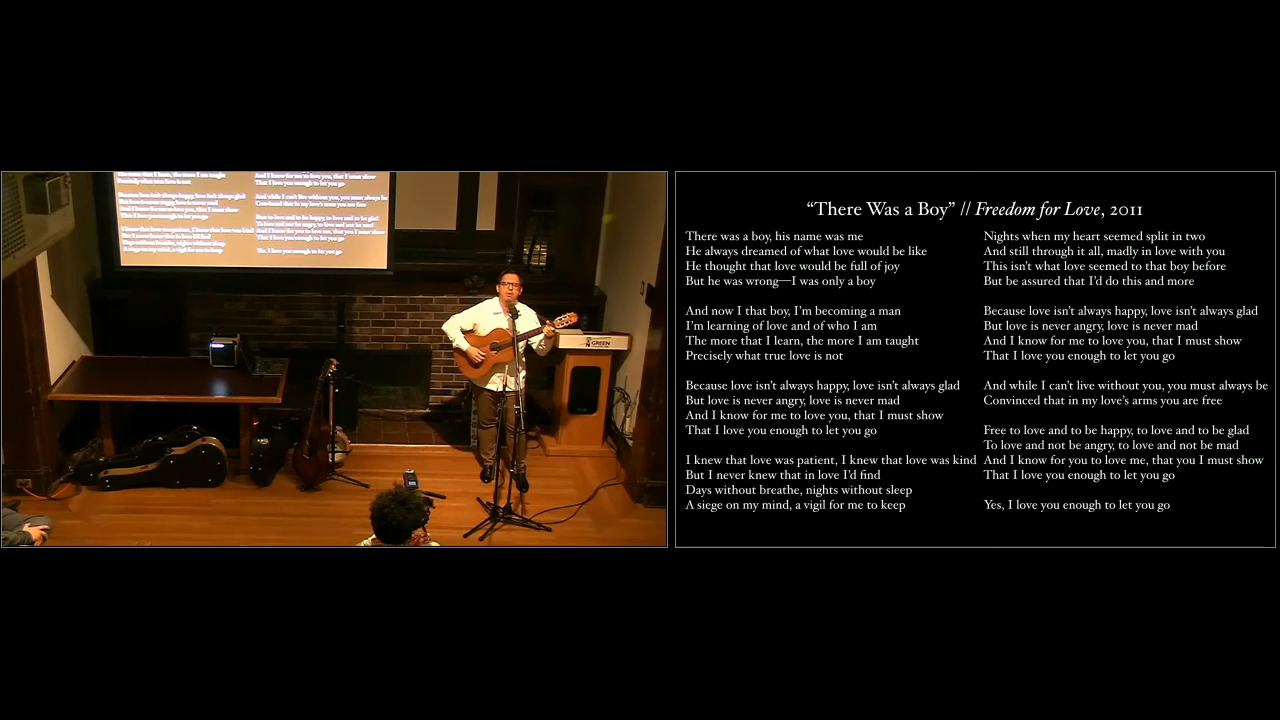 “There Was a Boy” // Freedom for Love, 2011
There was a boy, his name was me
He always dreamed of what love would be like
He thought that love would be full of joy
But he was wrong—I was only a boy
And now I that boy, I’m becoming a man
I’m learning of love and of who I am
The more that I learn, the more I am taught
Precisely what true love is not
Because love isn’t always happy, love isn’t always glad
But love is never angry, love is never mad
And I know for me to love you, that I must show
That I love you enough to let you go
I knew that love was patient, I knew that love was kind
But I never knew that in love I’d find
Days without breathe, nights without sleep
A siege on my mind, a vigil for me to keep
Nights when my heart seemed split in two
And still through it all, madly in love with you
This isn’t what love seemed to that boy before
But be assured that I’d do this and more
Because love isn’t always happy, love isn’t always glad
But love is never angry, love is never mad
And I know for me to love you, that I must show
That I love you enough to let you go
And while I can’t live without you, you must always be
Convinced that in my love’s arms you are free
Free to love and to be happy, to love and to be glad
To love and not be angry, to love and not be mad
And I know for you to love me, that you I must show
That I love you enough to let you go
Yes, I love you enough to let you go
GREEN